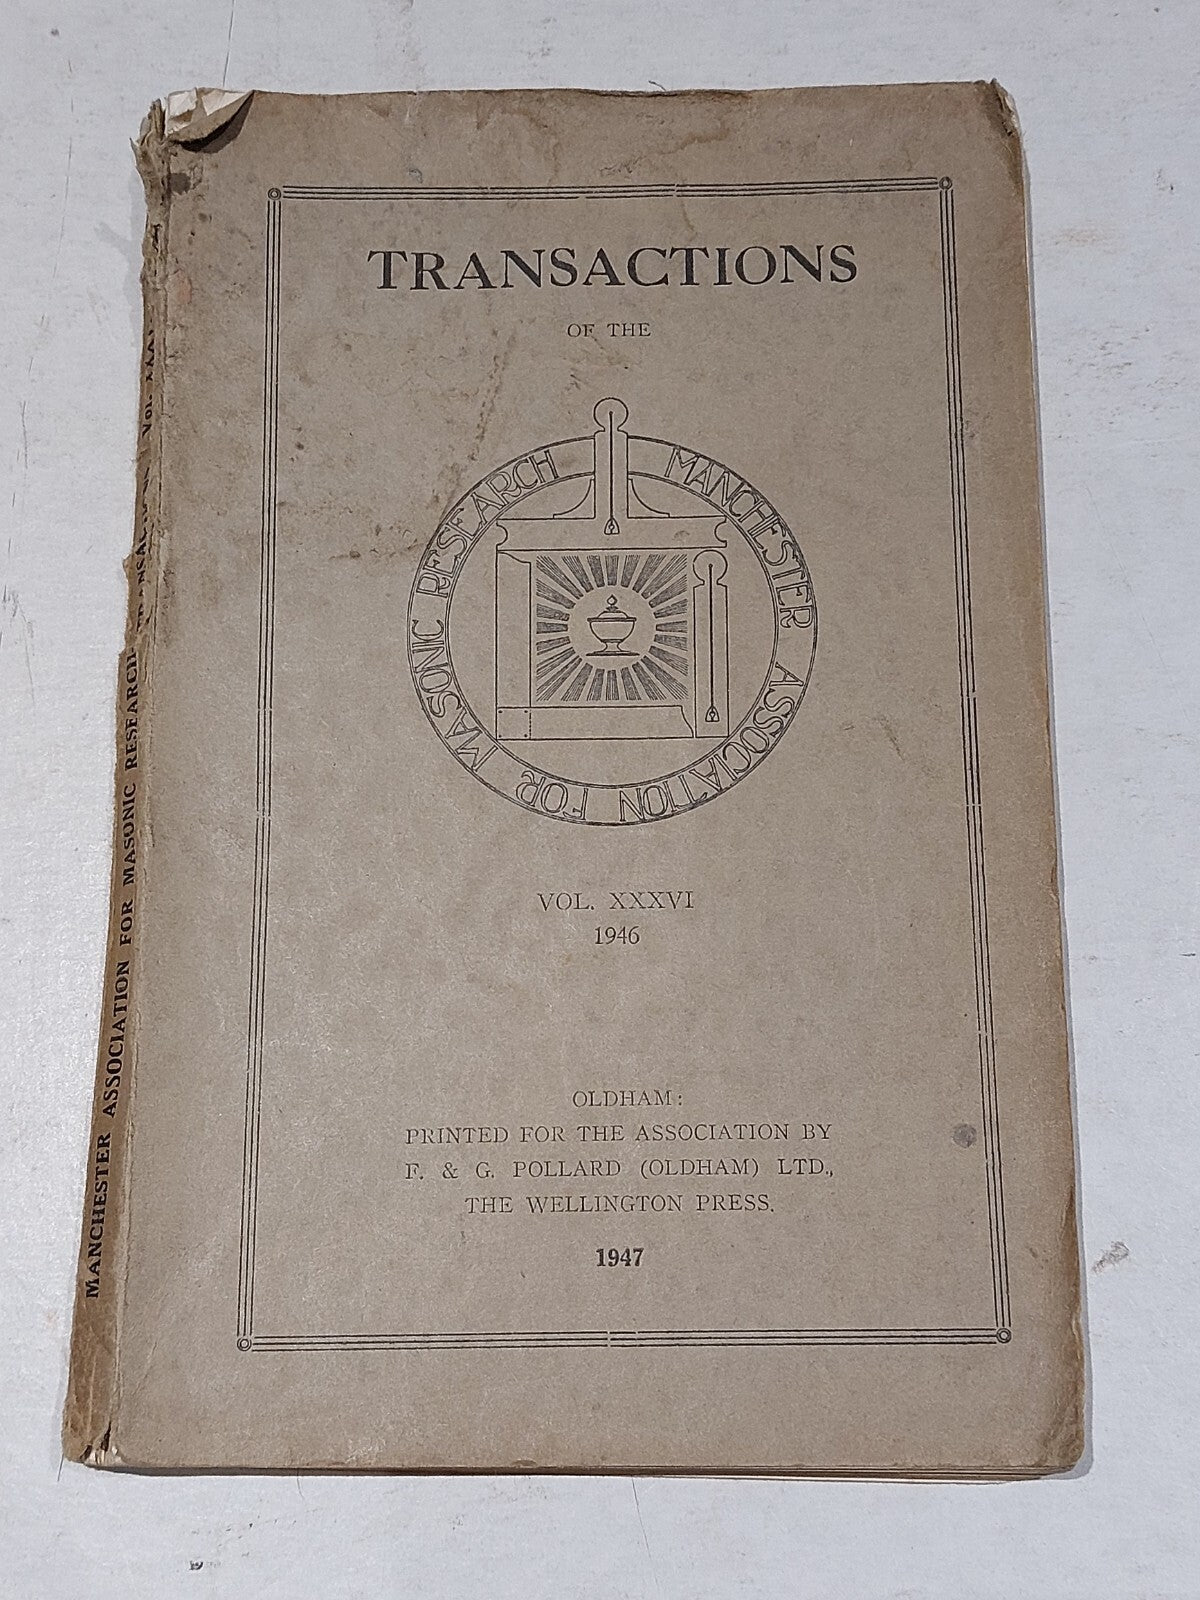 TRANSACTIONS
OF THE
MANCHESTER ASSOCIATION FOR MASONIC RESEARCH
VOL. XXXVI
1946
OLDHAM:
PRINTED FOR THE ASSOCIATION BY
F. & G. POLLARD (OLDHAM) LTD.,
THE WELLINGTON PRESS.
1947
MANCHESTER ASSOCIATION FOR MASONIC RESEARCH